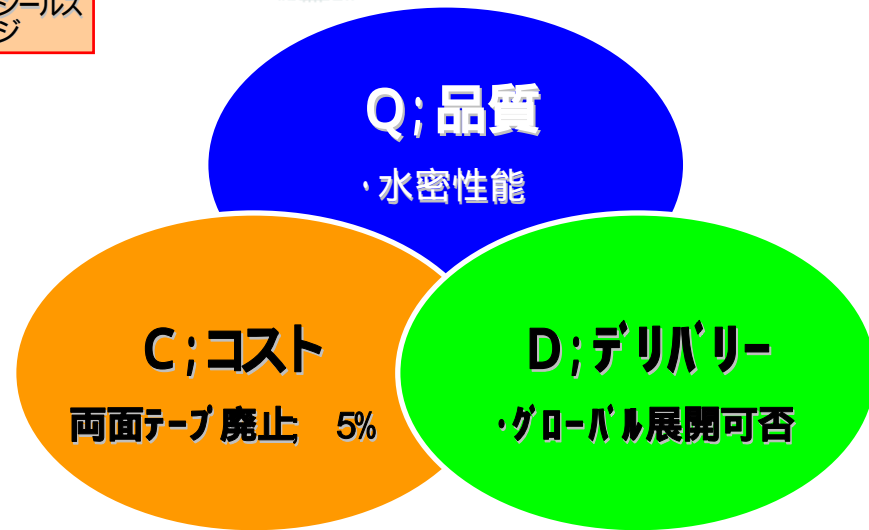 シールス
ジ
Q;品質
・水密性能
C;コスト
両面テープ廃止; 5%
D;デリバリー
・グローバル展開可否